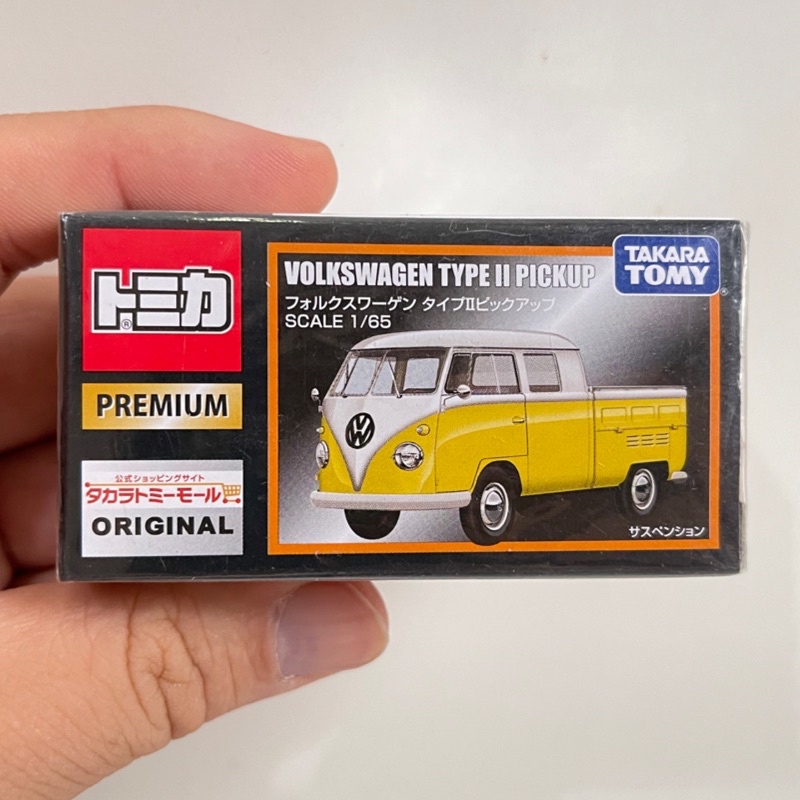 トミカ
®
PREMIUM
公式ショッピングサイト
タカラトミーモール
ORIGINAL
VOLKSWAGEN TYPE II PICKUP
フォルクスワーゲン タイプIIピックアップ
SCALE 1/65
TAKARA
TOMY
®
VW
サスペンション